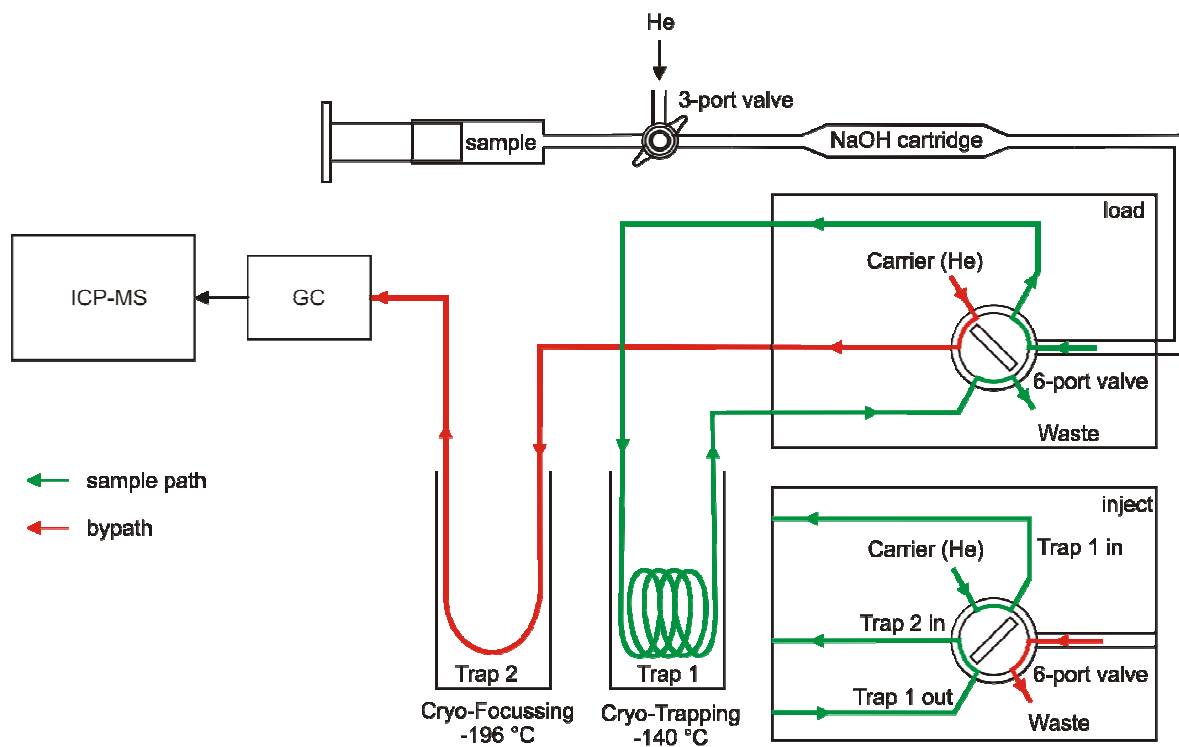 He
3-port valve
sample
NaOH cartridge
load
Carrier (He)
ICP-MS
GC
6-port valve
Waste
sample path
bypath
inject
Carrier (He)
Trap 1 in
Trap 2 in
6-port valve
Trap 1 out
Waste
Trap 2
Trap 1
Cryo-Focussing
-196 °C
Cryo-Trapping
-140 °C